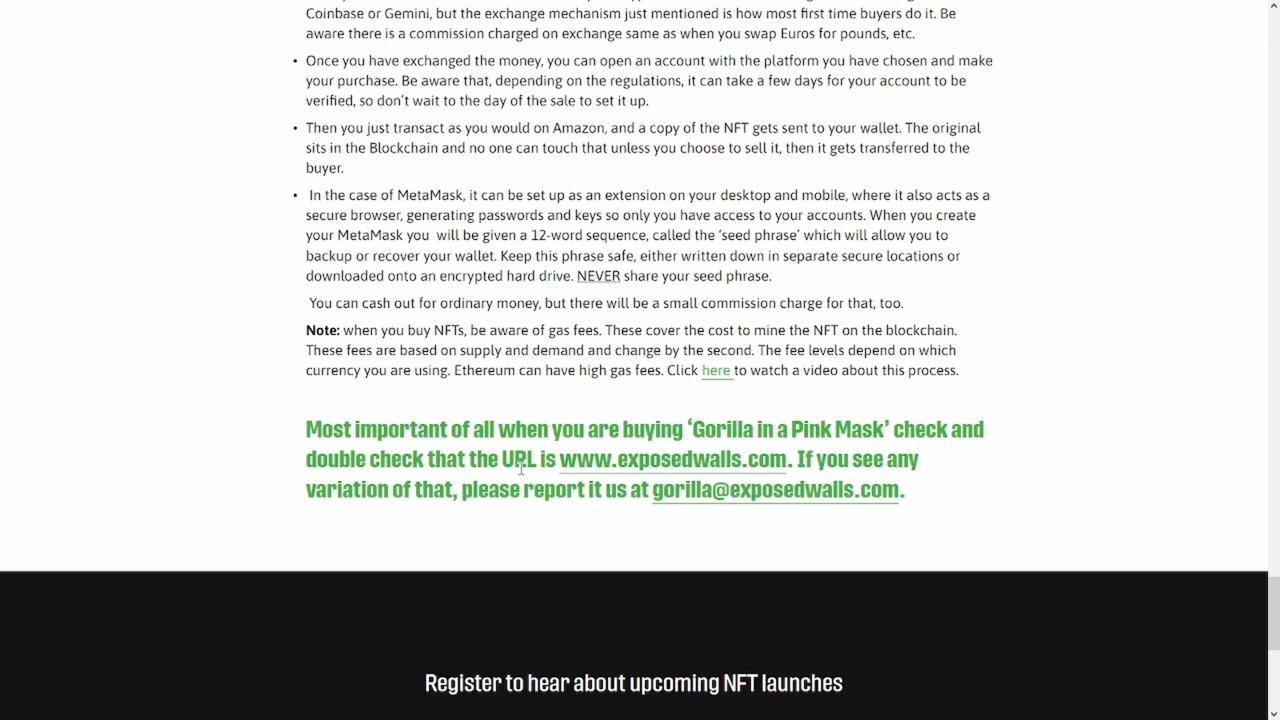 Coinbase or Gemini, but the exchange mechanism just mentioned is how most first time buyers do it. Be
aware there is a commission charged on exchange same as when you swap Euros for pounds, etc.
• Once you have exchanged the money, you can open an account with the platform you have chosen and make
your purchase. Be aware that, depending on the regulations, it can take a few days for your account to be
verified, so don't wait to the day of the sale to set it up.
• Then you just transact as you would on Amazon, and a copy of the NFT gets sent to your wallet. The original
sits in the Blockchain and no one can touch that unless you choose to sell it, then it gets transferred to the
buyer.
• In the case of MetaMask, it can be set up as an extension on your desktop and mobile, where it also acts as a
secure browser, generating passwords and keys so only you have access to your accounts. When you create
your MetaMask you will be given a 12-word sequence, called the ‘seed phrase’ which will allow you to
backup or recover your wallet. Keep this phrase safe, either written down in separate secure locations or
downloaded onto an encrypted hard drive. NEVER share your seed phrase.
You can cash out for ordinary money, but there will be a small commission charge for that, too.
Note: when you buy NFTs, be aware of gas fees. These cover the cost to mine the NFT on the blockchain.
These fees are based on supply and demand and change by the second. The fee levels depend on which
currency you are using. Ethereum can have high gas fees. Click here to watch a video about this process.
Most important of all when you are buying ‘Gorilla in a Pink Mask’ check and
double check that the URL is www.exposedwalls.com. If you see any
variation of that, please report it us at gorilla@exposedwalls.com.
Register to hear about upcoming NFT launches